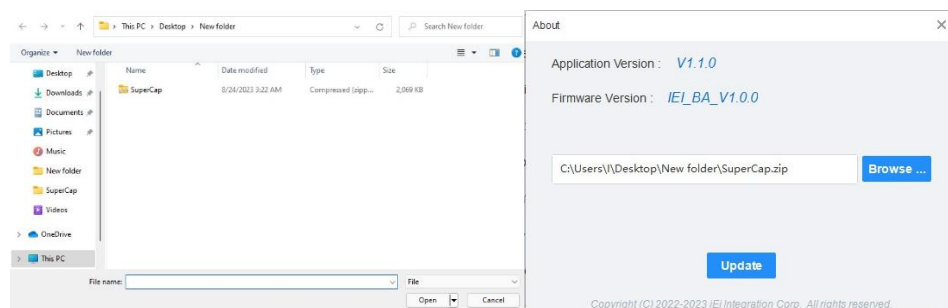 This PC > Desktop > New folder
Search New folder
Organize
New folder
Name
Date modified
Type
Size
Desktop
Downloads
Documents
Pictures
Music
New folder
SuperCap
Videos
OneDrive
This PC
SuperCap
8/24/2023 3:22 AM
Compressed (zipp...
2,069 KB
File name:
File
Open
Cancel
About
Application Version : V1.1.0
Firmware Version : IEI_BA_V1.0.0
C:\Users\I\Desktop\New folder\SuperCap.zip
Browse ...
Update
Copyright (C) 2022-2023 iEi Integration Corp. All rights reserved.